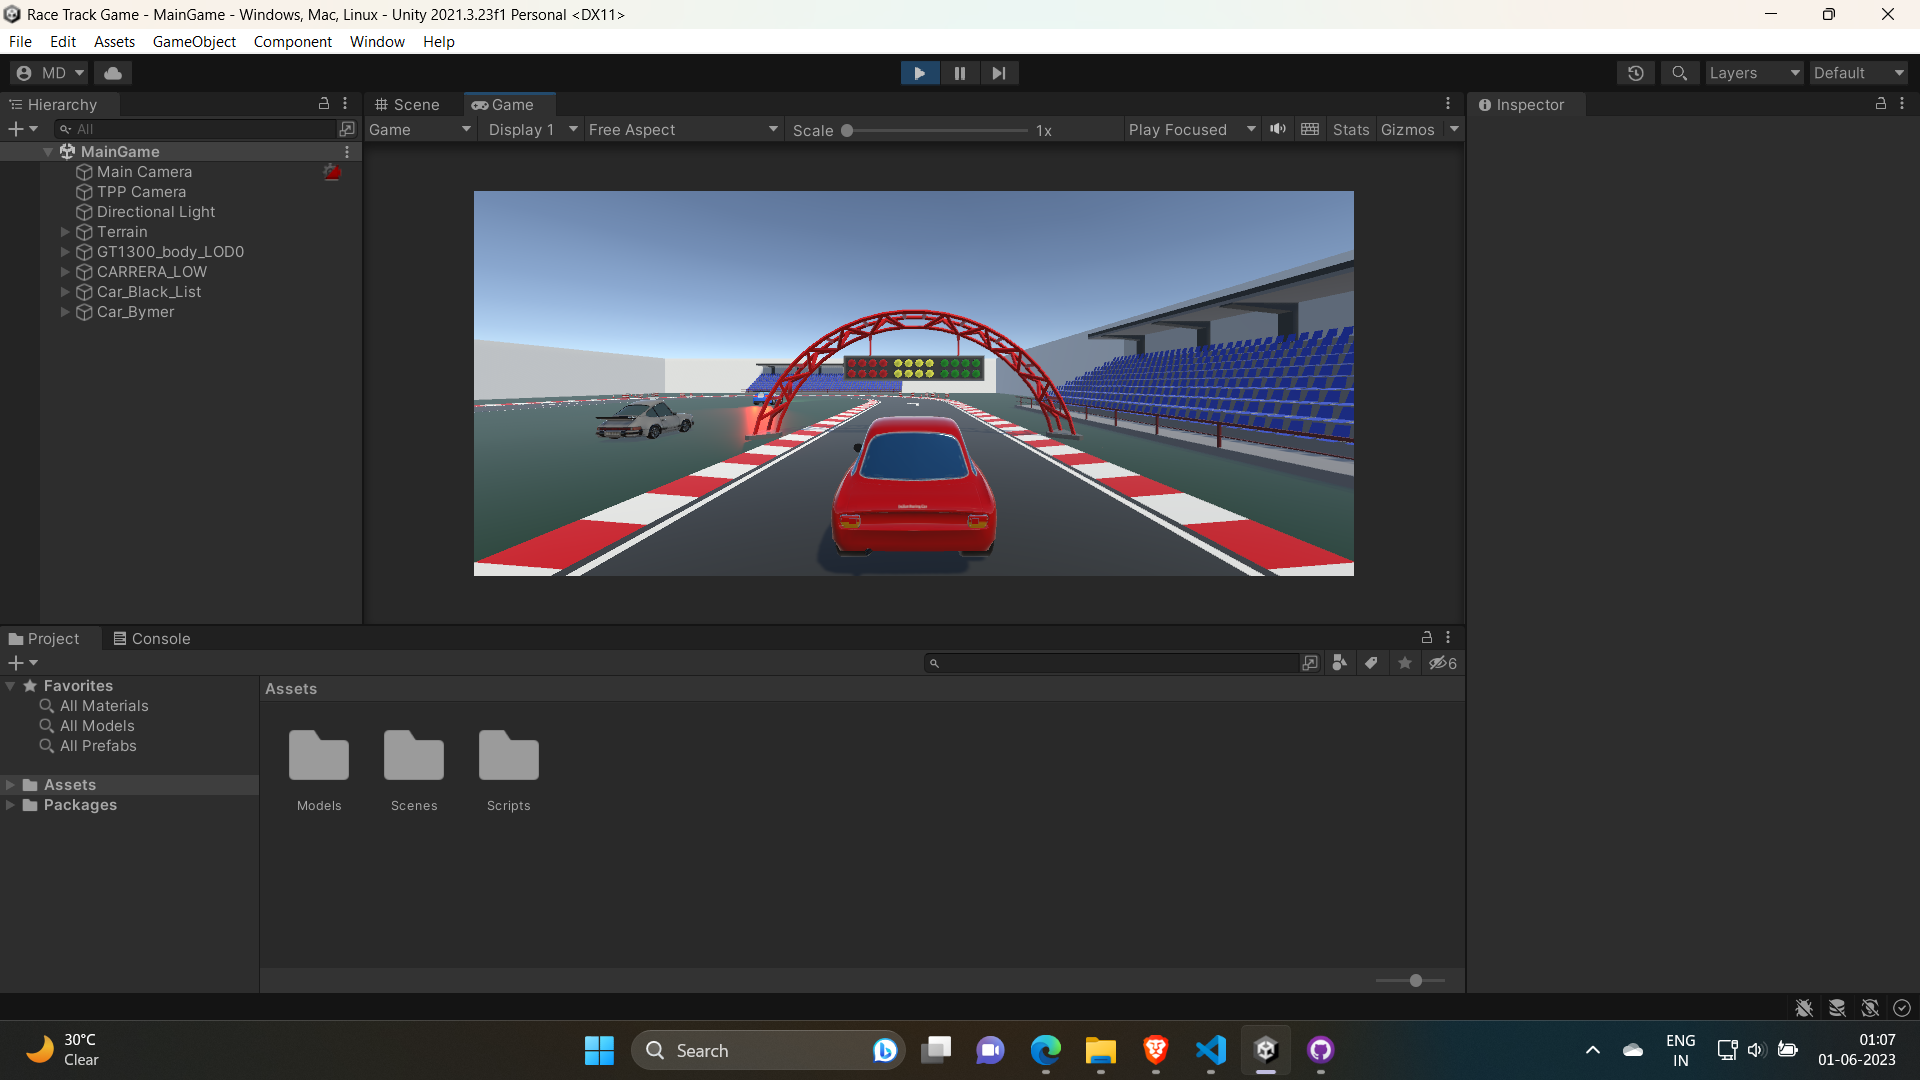 Race Track Game - MainGame - Windows, Mac, Linux - Unity 2021.3.23f1 Personal <DX11>
File Edit Assets GameObject Component Window Help
MD
Layers Default
Hierarchy
Scene Game
Inspector
All
Game Display 1 Free Aspect Scale 1x Play Focused Stats Gizmos
MainGame
Main Camera
TPP Camera
Directional Light
Terrain
GT1300_body_LOD0
CARRERA_LOW
Car_Black_List
Car_Bymer
Project Console
6
Favorites
All Materials
All Models
All Prefabs
Assets
Packages
Assets
Models Scenes Scripts
30°C
Clear
Search
ENG
IN
01:07
01-06-2023